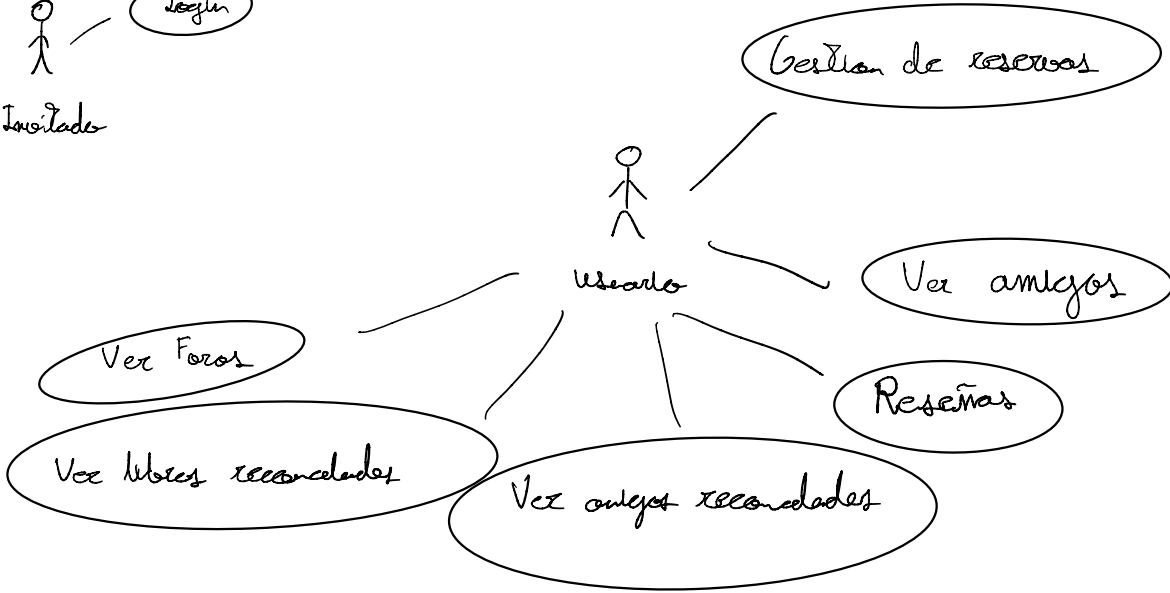 Login
Invitado
Gestion de reservas
Usuario
Ver amigos
Ver Foros
Reseñas
Ver libros recomendados
Ver amigos recomendados